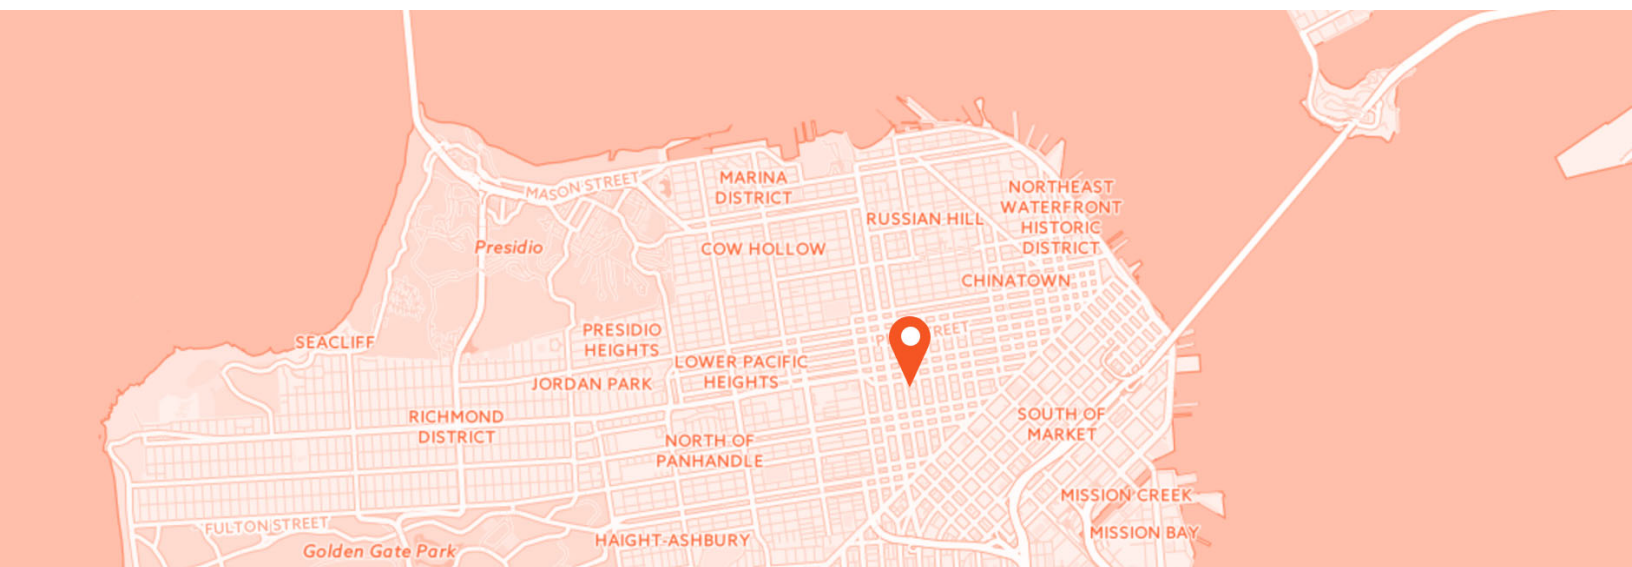 MARINA
DISTRICT
MASON STREET
NORTHEAST
WATERFRONT
HISTORIC
DISTRICT
RUSSIAN HILL
Presidio
COW HOLLOW
CHINATOWN
PRESIDIO
HEIGHTS
SEACLIFF
LOWER PACIFIC
HEIGHTS
JORDAN PARK
RICHMOND
DISTRICT
SOUTH OF
MARKET
NORTH OF
PANHANDLE
MISSION CREEK
FULTON STREET
MISSION BAY
HAIGHT-ASHBURY
Golden Gate Park